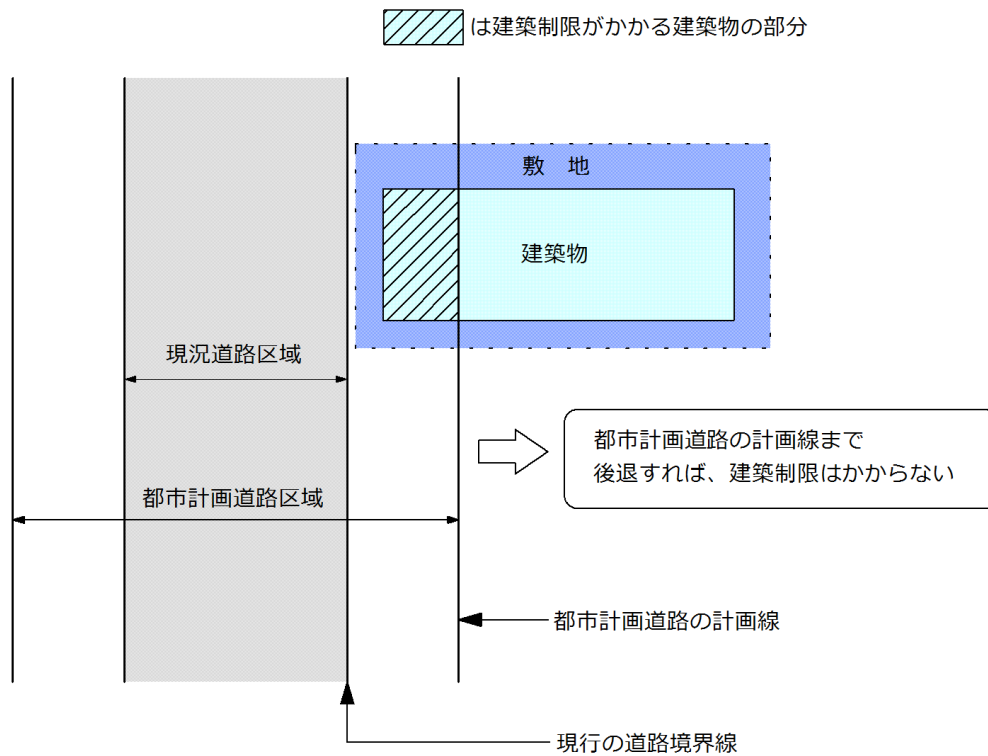 は建築制限がかかる建築物の部分
敷　地
建築物
現況道路区域
都市計画道路の計画線まで
後退すれば、建築制限はかからない
都市計画道路区域
都市計画道路の計画線
現行の道路境界線